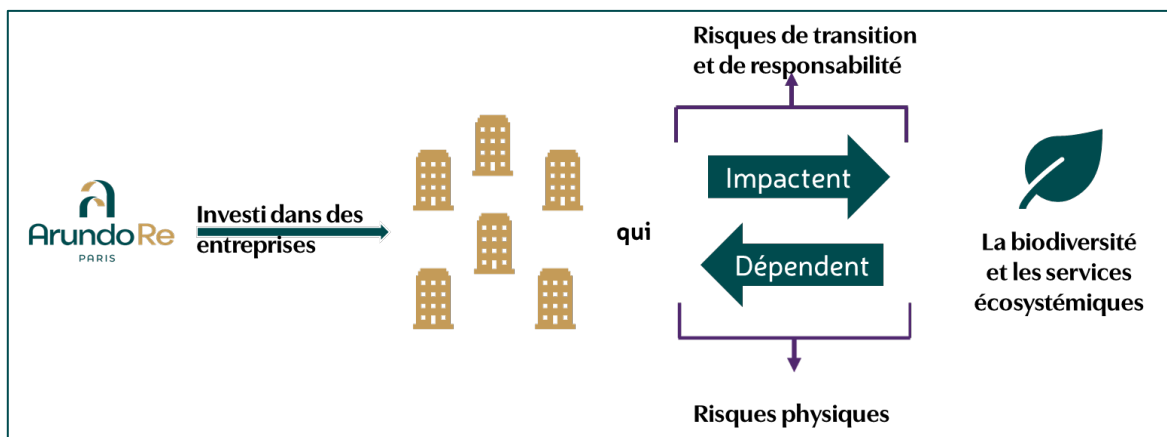 Risques de transition
et de responsabilité
ArundoRe
PARIS
Investi dans des
entreprises
qui
Impactent
Dépendent
La biodiversité
et les services
écosystémiques
Risques physiques